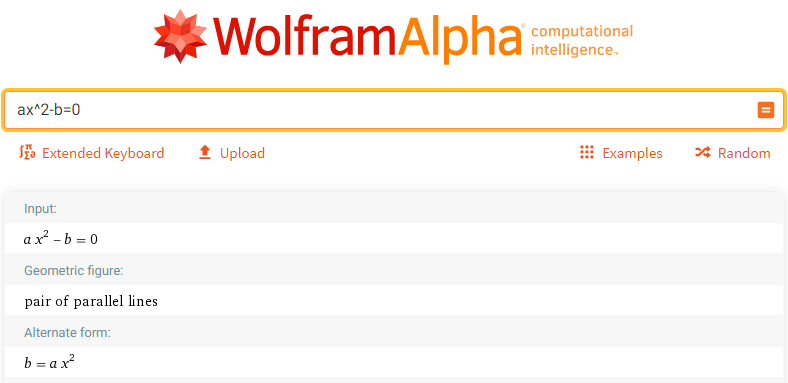 WolframAlpha computational intelligence.™
ax^2-b=0
Extended Keyboard Upload Examples Random
Input:
a x² – b = 0
Geometric figure:
pair of parallel lines
Alternate form:
b = a x²